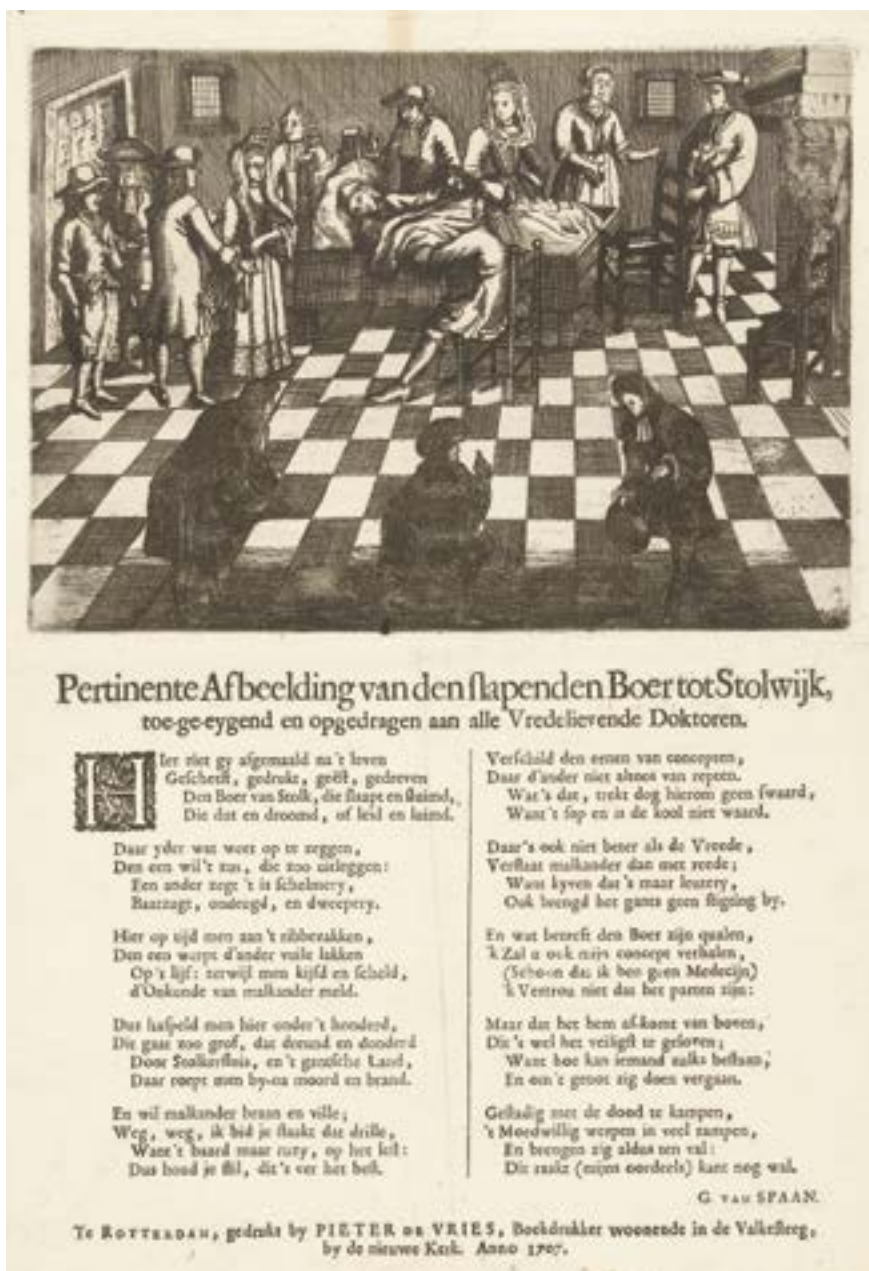 Pertinente Afbeelding van den ſlapenden Boer tot Stolwijk,
toe-ge-eygend en opgedragen aan alle Vredelievende Doktoren.
HIer ziet gy afgemaald na 't leven
Geſchetſt, gedrukt, geëſt, gedreven
Den Boer van Stolk, die ſlaapt en ſluimd,
Die dut en droomd, of leid en luimd.
Daar yder wat weet op te zeggen,
Den een wil't zus, die zoo uitleggen:
Een ander zegt 't is ſchelmery,
Baatzugt, ondeugd, en dweepery.
Hier op tijd men aan 't ribbezakken,
Den een werpt d'ander vuile lakken
Op 't lijf: terwijl men kijfd en ſcheld,
d'Onkunde van malkander meld.
Dus haſpeld men hier onder 't honderd,
Die gaat zoo grof, dat dreund en donderd
Door Stolkerſluis, en 't gantſche Land,
Daar roept men by-na moord en brand.
En wil malkander braan en ville;
Weg, weg, ik bid je ſtaakt dat drille,
Want 't baard maar ruzy, op het leſt:
Dus houd je ſtil, dit's ver het beſt.
Verſchild den eenen van concepten,
Daar d'ander niet altoos van repten.
Wat's dat, trekt dog hierom geen ſwaard,
Want 't ſop en is de kool niet waard.
Daar's ook niet beter als de Vreede,
Verſtaat malkander dan met reede;
Want kyven dat's maar leuzery,
Ook brengd het gants geen ſtigting by.
En wat betreft den Boer zijn qualen,
'k Zal u ook mijn concept verhalen,
(Schoon dat ik ben geen Medecijn)
'k Vertrou niet dat het parten zijn:
Maar dat het hem af-komt van boven,
Dit's wel het veiligſt te gelooven;
Want hoe kan iemand zulks beſtaan,
En om 't genot zig doen vergaan.
Geſtadig met de dood te kampen,
't Moedwillig werpen in veel rampen,
En brengen zig aldus ten val:
Dit raakt (mijns oordeels) kant nog wal.
G. VAN SPAAN.
Te ROTTERDAM, gedrukt by PIETER DE VRIES, Boekdrukker woonende in de Valkeſteeg,
by de nieuwe Kerk. Anno 1707.